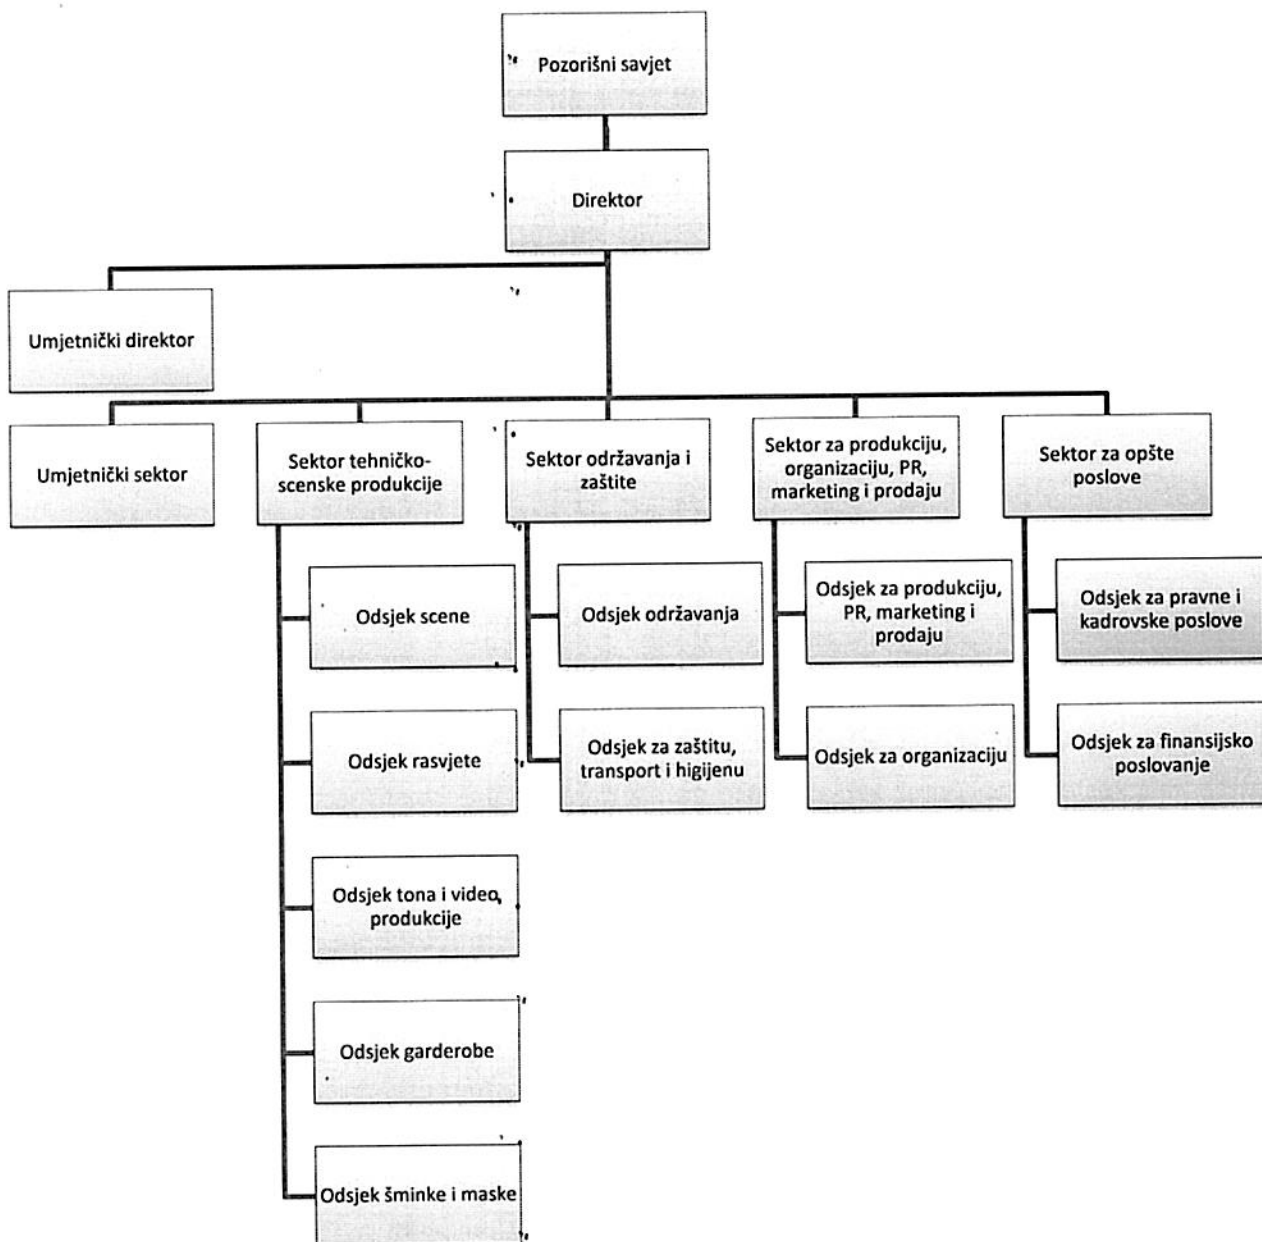 Pozorišni savjet
Direktor
Umjetnički direktor
Umjetnički sektor
Sektor tehničko-
scenske produkcije
Sektor održavanja i
zaštite
Sektor za produkciju,
organizaciju, PR,
marketing i prodaju
Sektor za opšte
poslove
Odsjek scene
Odsjek održavanja
Odsjek za produkciju,
PR, marketing i
prodaju
Odsjek za pravne i
kadrovske poslove
Odsjek rasvjete
Odsjek za zaštitu,
transport i higijenu
Odsjek za organizaciju
Odsjek za finansijsko
poslovanje
Odsjek tona i video
produkcije
Odsjek garderobe
Odsjek šminke i maske